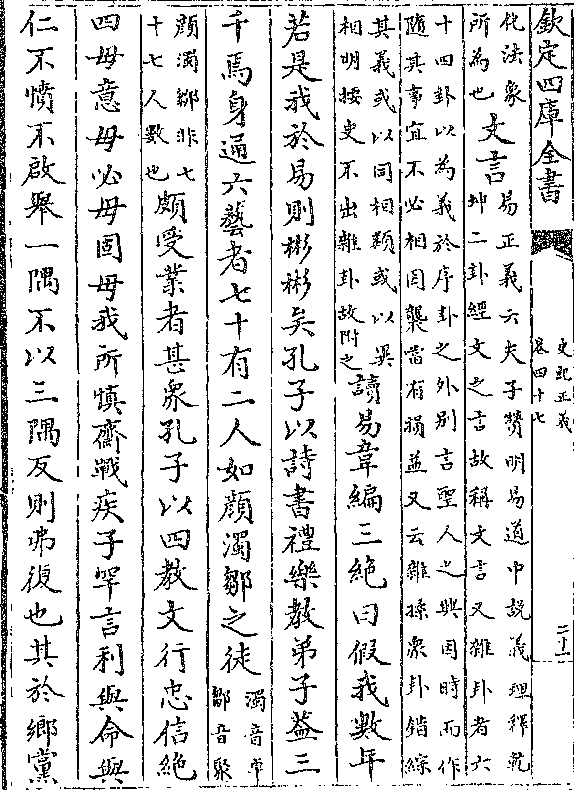 欽定四庫全書
史記正義
卷四十七
化法象
所為也
文言
易正義云夫子贊明易道中説義理釋乾
坤二卦經文之言故稱文言又雜卦者六
十四卦以為義於序卦之外别言聖人之興因時而作
隨其事宜不必相因襲當有損益又云雜揉衆卦錯綜
其義或以同相類或以異
相明按史不出雜卦故附之
讀易韋編三絶曰假我數年
若是我於易則彬彬矣孔子以詩書禮樂教弟子葢三
千焉身通六藝者七十有二人如顔濁鄒之徒
濁音卓
鄒音聚
顔濁鄒非七
十七人數也
頗受業者甚衆孔子以四教文行忠信絶
四毋意毋必毋固毋我所慎齊戰疾子罕言利與命與
仁不憤不啟舉一隅不以三隅反則弗復也其於鄉黨